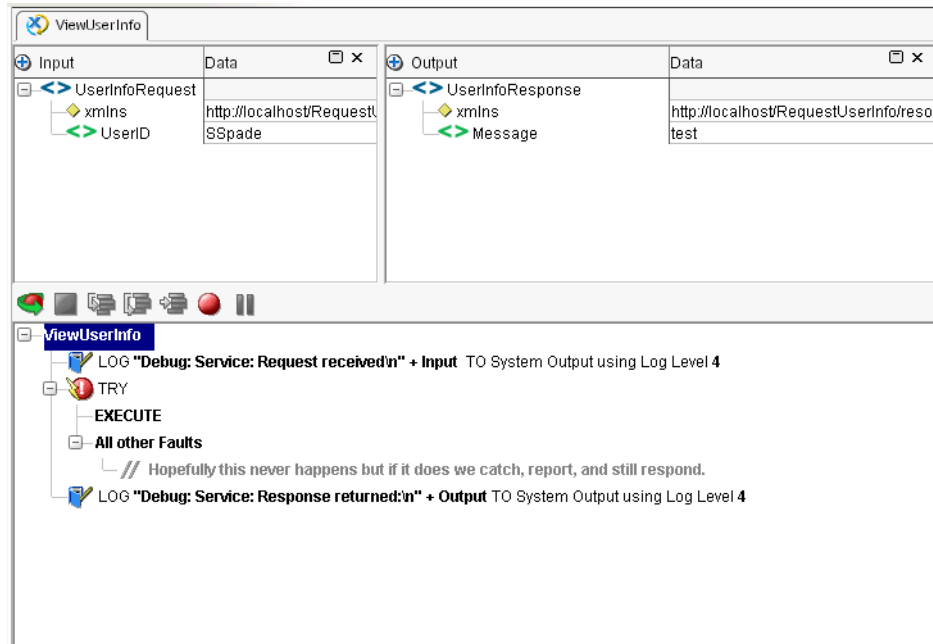 ViewUserInfo
Input Data
Output Data
UserInfoRequest
xmlns http://localhost/RequestU
UserID SSpade
UserInfoResponse
xmlns http://localhost/RequestUserInfo/reso
Message test
ViewUserInfo
LOG "Debug: Service: Request received\n" + Input TO System Output using Log Level 4
TRY
EXECUTE
All other Faults
// Hopefully this never happens but if it does we catch, report, and still respond.
LOG "Debug: Service: Response returned:\n" + Output TO System Output using Log Level 4